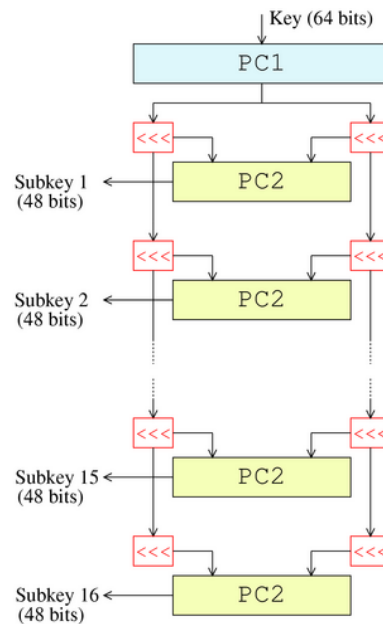 Key (64 bits)
PC1
<<< <<<
PC2
Subkey 1
(48 bits)
<<< <<<
PC2
Subkey 2
(48 bits)
<<< <<<
PC2
Subkey 15
(48 bits)
<<< <<<
PC2
Subkey 16
(48 bits)